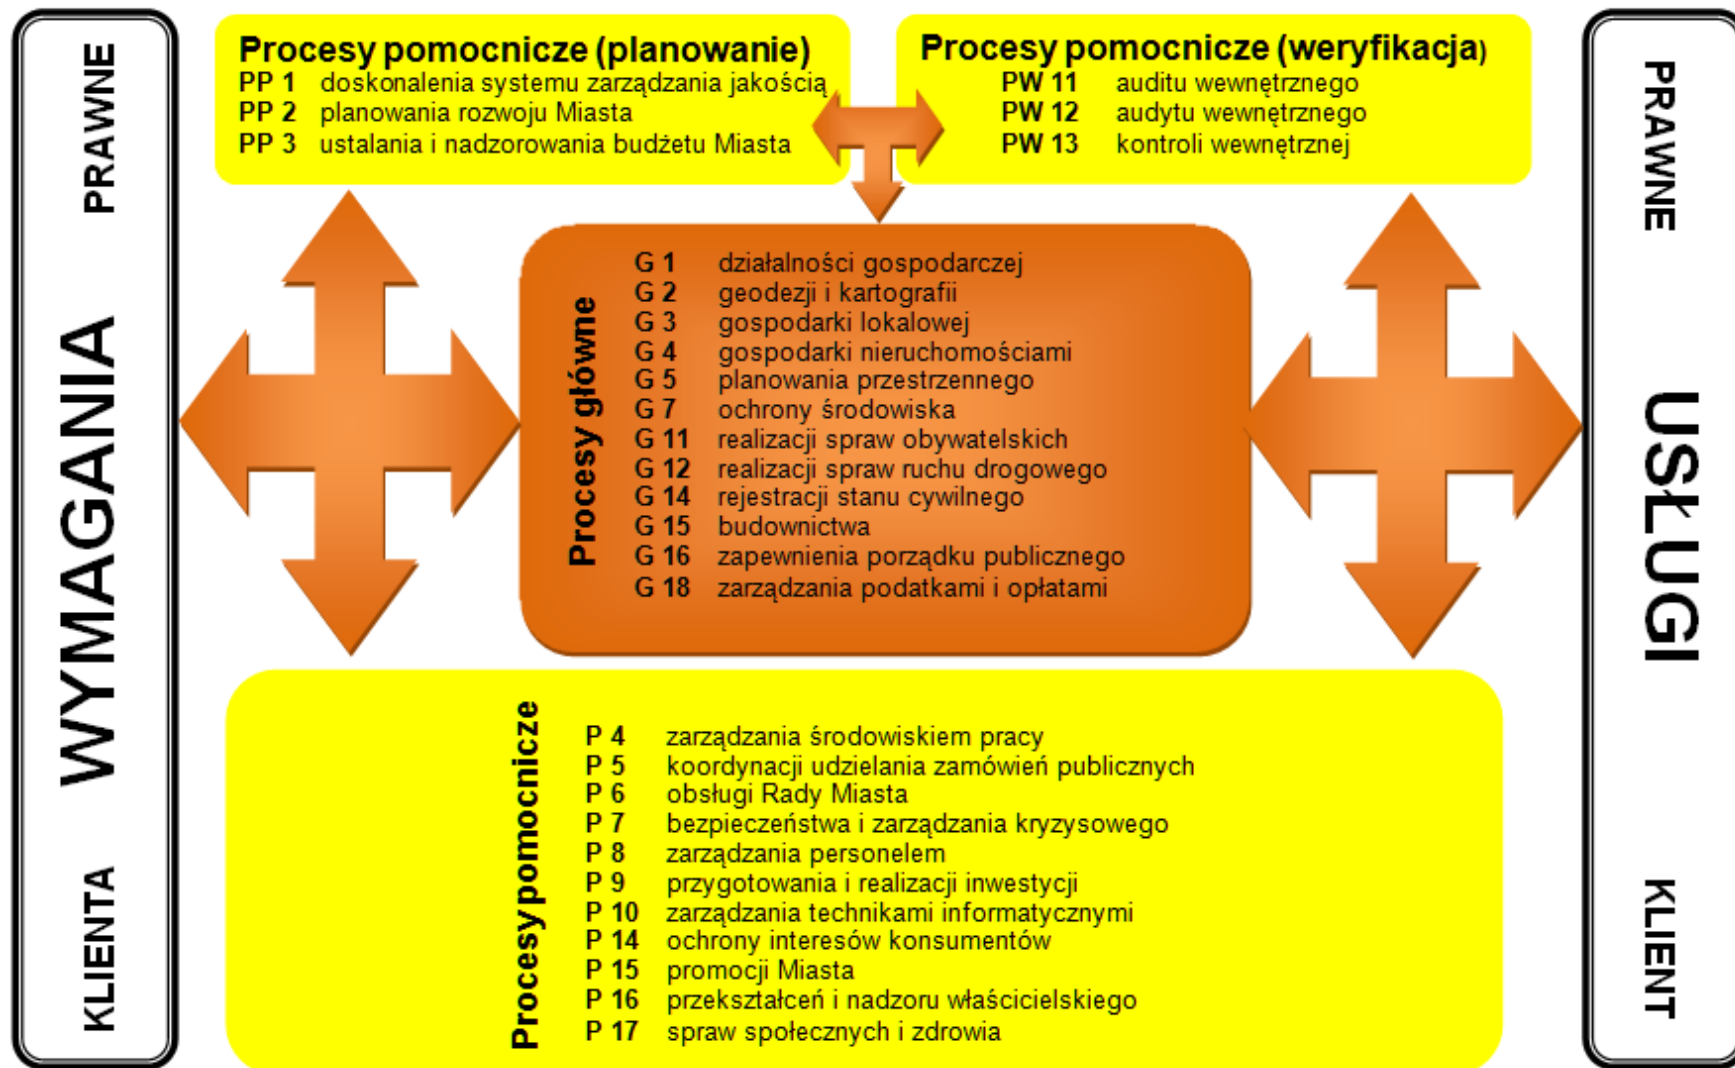 PRAWNE
WYMAGANIA
KLIENTA
Procesy pomocnicze (planowanie)
PP 1 doskonalenia systemu zarządzania jakością
PP 2 planowania rozwoju Miasta
PP 3 ustalania i nadzorowania budżetu Miasta
Procesy pomocnicze (weryfikacja)
PW 11 auditu wewnętrznego
PW 12 audytu wewnętrznego
PW 13 kontroli wewnętrznej
Procesy główne
G 1 działalności gospodarczej
G 2 geodezji i kartografii
G 3 gospodarki lokalowej
G 4 gospodarki nieruchomościami
G 5 planowania przestrzennego
G 7 ochrony środowiska
G 11 realizacji spraw obywatelskich
G 12 realizacji spraw ruchu drogowego
G 14 rejestracji stanu cywilnego
G 15 budownictwa
G 16 zapewnienia porządku publicznego
G 18 zarządzania podatkami i opłatami
Procesy pomocnicze
P 4 zarządzania środowiskiem pracy
P 5 koordynacji udzielania zamówień publicznych
P 6 obsługi Rady Miasta
P 7 bezpieczeństwa i zarządzania kryzysowego
P 8 zarządzania personelem
P 9 przygotowania i realizacji inwestycji
P 10 zarządzania technikami informatycznymi
P 14 ochrony interesów konsumentów
P 15 promocji Miasta
P 16 przekształceń i nadzoru właścicielskiego
P 17 spraw społecznych i zdrowia
PRAWNE
USŁUGI
KLIENT